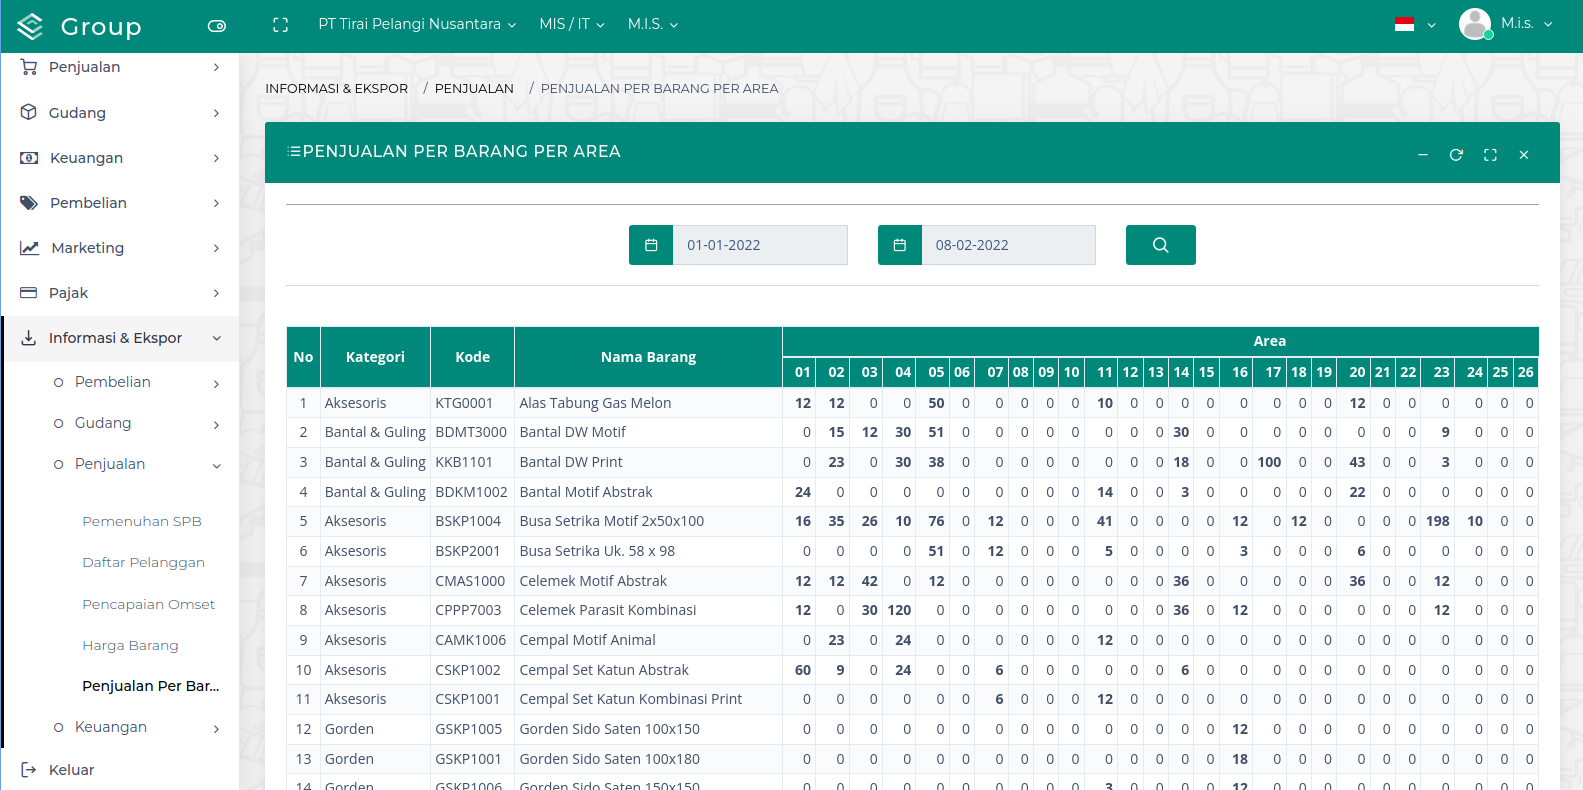 Group
PT Tirai Pelangi Nusantara
MIS / IT
M.I.S.
M.i.s.
Penjualan
Gudang
Keuangan
Pembelian
Marketing
Pajak
Informasi & Ekspor
Pembelian
Gudang
Penjualan
Pemenuhan SPB
Daftar Pelanggan
Pencapaian Omset
Harga Barang
Penjualan Per Bar...
Keuangan
Keluar
INFORMASI & EKSPOR / PENJUALAN / PENJUALAN PER BARANG PER AREA
PENJUALAN PER BARANG PER AREA
01-01-2022
08-02-2022
No Kategori Kode Nama Barang Area
01 02 03 04 05 06 07 08 09 10 11 12 13 14 15 16 17 18 19 20 21 22 23 24 25 26
1 Aksesoris KTG0001 Alas Tabung Gas Melon 12 12 0 0 50 0 0 0 0 0 10 0 0 0 0 0 0 0 0 12 0 0 0 0 0 0
2 Bantal & Guling BDMT3000 Bantal DW Motif 0 15 12 30 51 0 0 0 0 0 0 0 0 30 0 0 0 0 0 0 0 0 9 0 0 0
3 Bantal & Guling KKB1101 Bantal DW Print 0 23 0 30 38 0 0 0 0 0 0 0 0 18 0 0 100 0 0 43 0 0 3 0 0 0
4 Bantal & Guling BDKM1002 Bantal Motif Abstrak 24 0 0 0 0 0 0 0 0 0 14 0 0 3 0 0 0 0 0 22 0 0 0 0 0 0
5 Aksesoris BSKP1004 Busa Setrika Motif 2x50x100 16 35 26 10 76 0 12 0 0 0 41 0 0 0 0 12 0 12 0 0 0 0 198 10 0 0
6 Aksesoris BSKP2001 Busa Setrika Uk. 58 x 98 0 0 0 0 51 0 12 0 0 0 5 0 0 0 0 3 0 0 0 6 0 0 0 0 0 0
7 Aksesoris CMAS1000 Celemek Motif Abstrak 12 12 42 0 12 0 0 0 0 0 0 0 0 36 0 0 0 0 0 36 0 0 12 0 0 0
8 Aksesoris CPPP7003 Celemek Parasit Kombinasi 12 0 30 120 0 0 0 0 0 0 0 0 0 36 0 12 0 0 0 0 0 0 12 0 0 0
9 Aksesoris CAMK1006 Cempal Motif Animal 0 23 0 24 0 0 0 0 0 0 12 0 0 0 0 0 0 0 0 0 0 0 0 0 0 0
10 Aksesoris CSKP1002 Cempal Set Katun Abstrak 60 9 0 24 0 0 6 0 0 0 0 0 0 6 0 0 0 0 0 0 0 0 0 0 0 0
11 Aksesoris CSKP1001 Cempal Set Katun Kombinasi Print 0 0 0 0 0 0 6 0 0 0 12 0 0 0 0 0 0 0 0 0 0 0 0 0 0 0
12 Gorden GSKP1005 Gorden Sido Saten 100x150 0 0 0 0 0 0 0 0 0 0 0 0 0 0 0 12 0 0 0 0 0 0 0 0 0 0
13 Gorden GSKP1001 Gorden Sido Saten 100x180 0 0 0 0 0 0 0 0 0 0 0 0 0 0 0 18 0 0 0 0 0 0 0 0 0 0
14 Gorden GSKP1006 Gorden Sido Saten 150x150 0 0 0 0 0 0 0 0 0 0 3 0 0 0 0 12 0 0 0 0 0 0 0 0 0 0